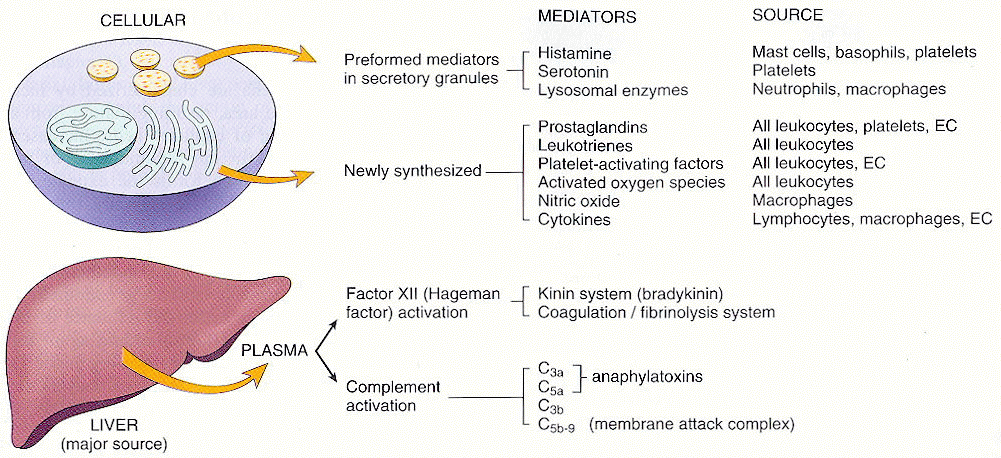 CELLULAR
MEDIATORS
SOURCE
Preformed mediators
in secretory granules
Histamine
Mast cells, basophils, platelets
Serotonin
Platelets
Lysosomal enzymes
Neutrophils, macrophages
Newly synthesized
Prostaglandins
All leukocytes, platelets, EC
Leukotrienes
All leukocytes
Platelet-activating factors
All leukocytes, EC
Activated oxygen species
All leukocytes
Nitric oxide
Macrophages
Cytokines
Lymphocytes, macrophages, EC
LIVER
(major source)
PLASMA
Factor XII (Hageman
factor) activation
Kinin system (bradykinin)
Coagulation / fibrinolysis system
Complement
activation
C3a
C5a
anaphylatoxins
C3b
C5b-9 (membrane attack complex)